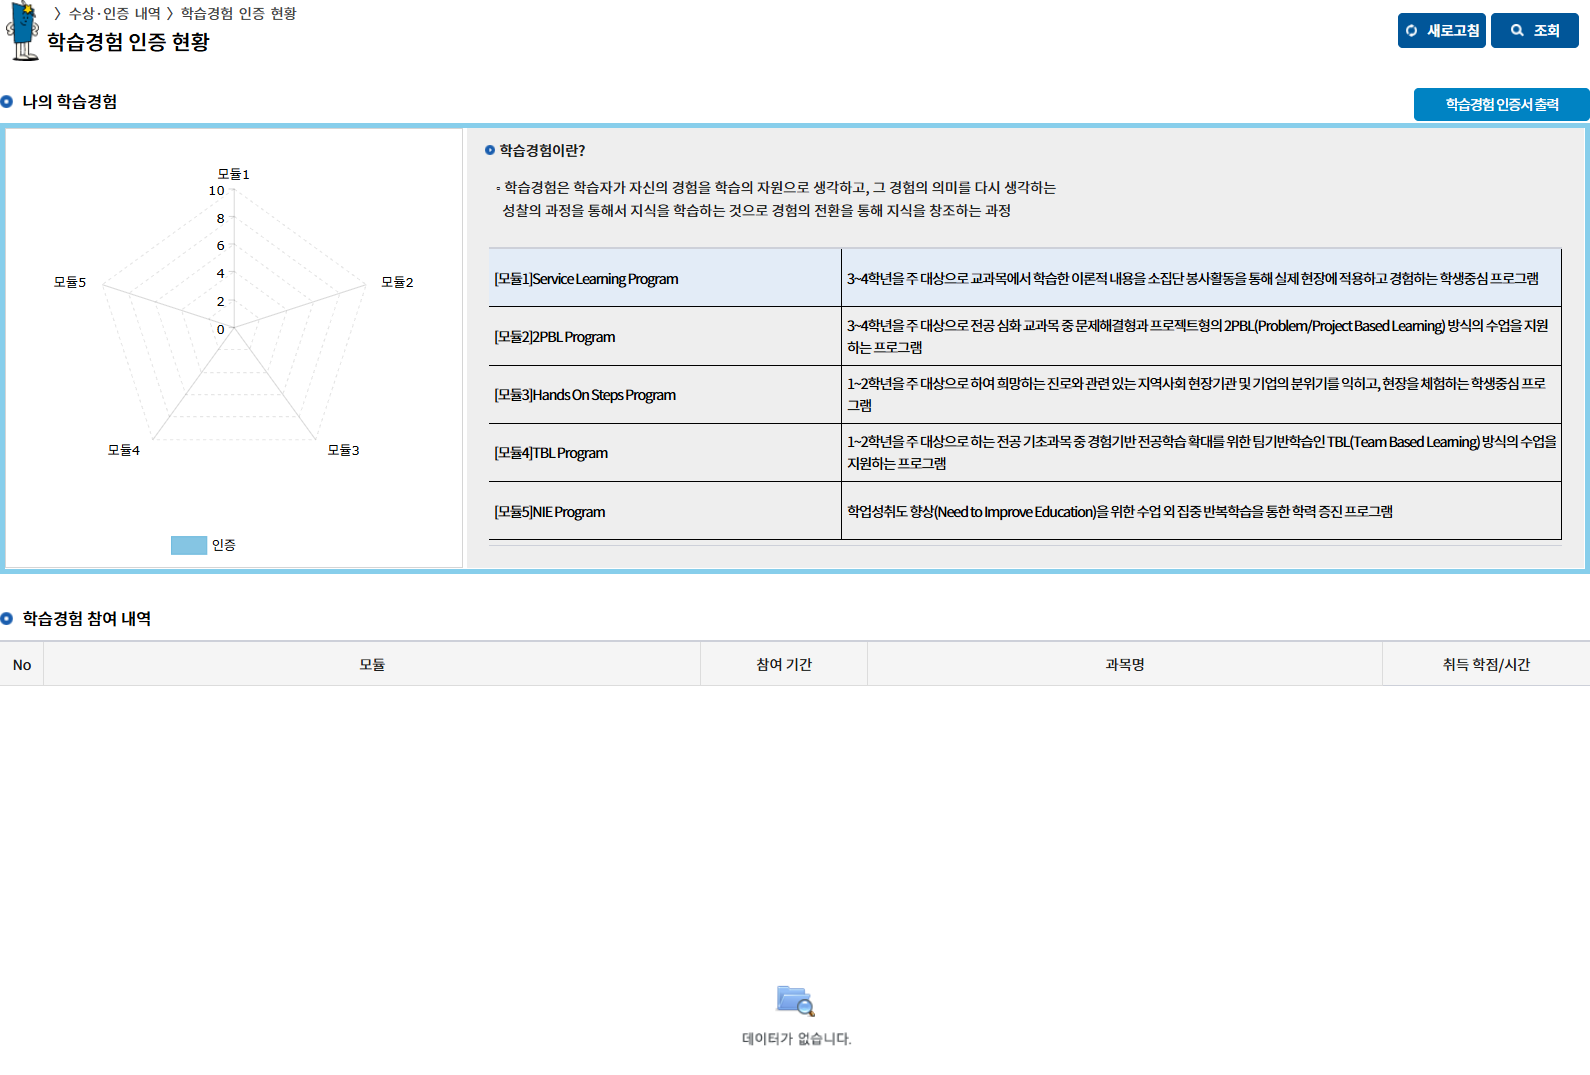 〉 수상·인증 내역 〉 학습경험 인증 현황
학습경험 인증 현황
새로고침
조회
나의 학습경험
학습경험 인증서 출력
모듈1
10
8
6
4
2
0
모듈5
모듈2
모듈4
모듈3
인증
학습경험이란?
◦ 학습경험은 학습자가 자신의 경험을 학습의 자원으로 생각하고, 그 경험의 의미를 다시 생각하는
성찰의 과정을 통해서 지식을 학습하는 것으로 경험의 전환을 통해 지식을 창조하는 과정
[모듈1]Service Learning Program
3~4학년을 주 대상으로 교과목에서 학습한 이론적 내용을 소집단 봉사활동을 통해 실제 현장에 적용하고 경험하는 학생중심 프로그램
[모듈2]2PBL Program
3~4학년을 주 대상으로 전공 심화 교과목 중 문제해결형과 프로젝트형의 2PBL(Problem/Project Based Learning) 방식의 수업을 지원
하는 프로그램
[모듈3]Hands On Steps Program
1~2학년을 주 대상으로 하여 희망하는 진로와 관련 있는 지역사회 현장기관 및 기업의 분위기를 익히고, 현장을 체험하는 학생중심 프로
그램
[모듈4]TBL Program
1~2학년을 주 대상으로 하는 전공 기초과목 중 경험기반 전공학습 확대를 위한 팀기반학습인 TBL(Team Based Learning) 방식의 수업을
지원하는 프로그램
[모듈5]NIE Program
학업성취도 향상(Need to Improve Education)을 위한 수업 외 집중 반복학습을 통한 학력 증진 프로그램
학습경험 참여 내역
No
모듈
참여 기간
과목명
취득 학점/시간
데이터가 없습니다.